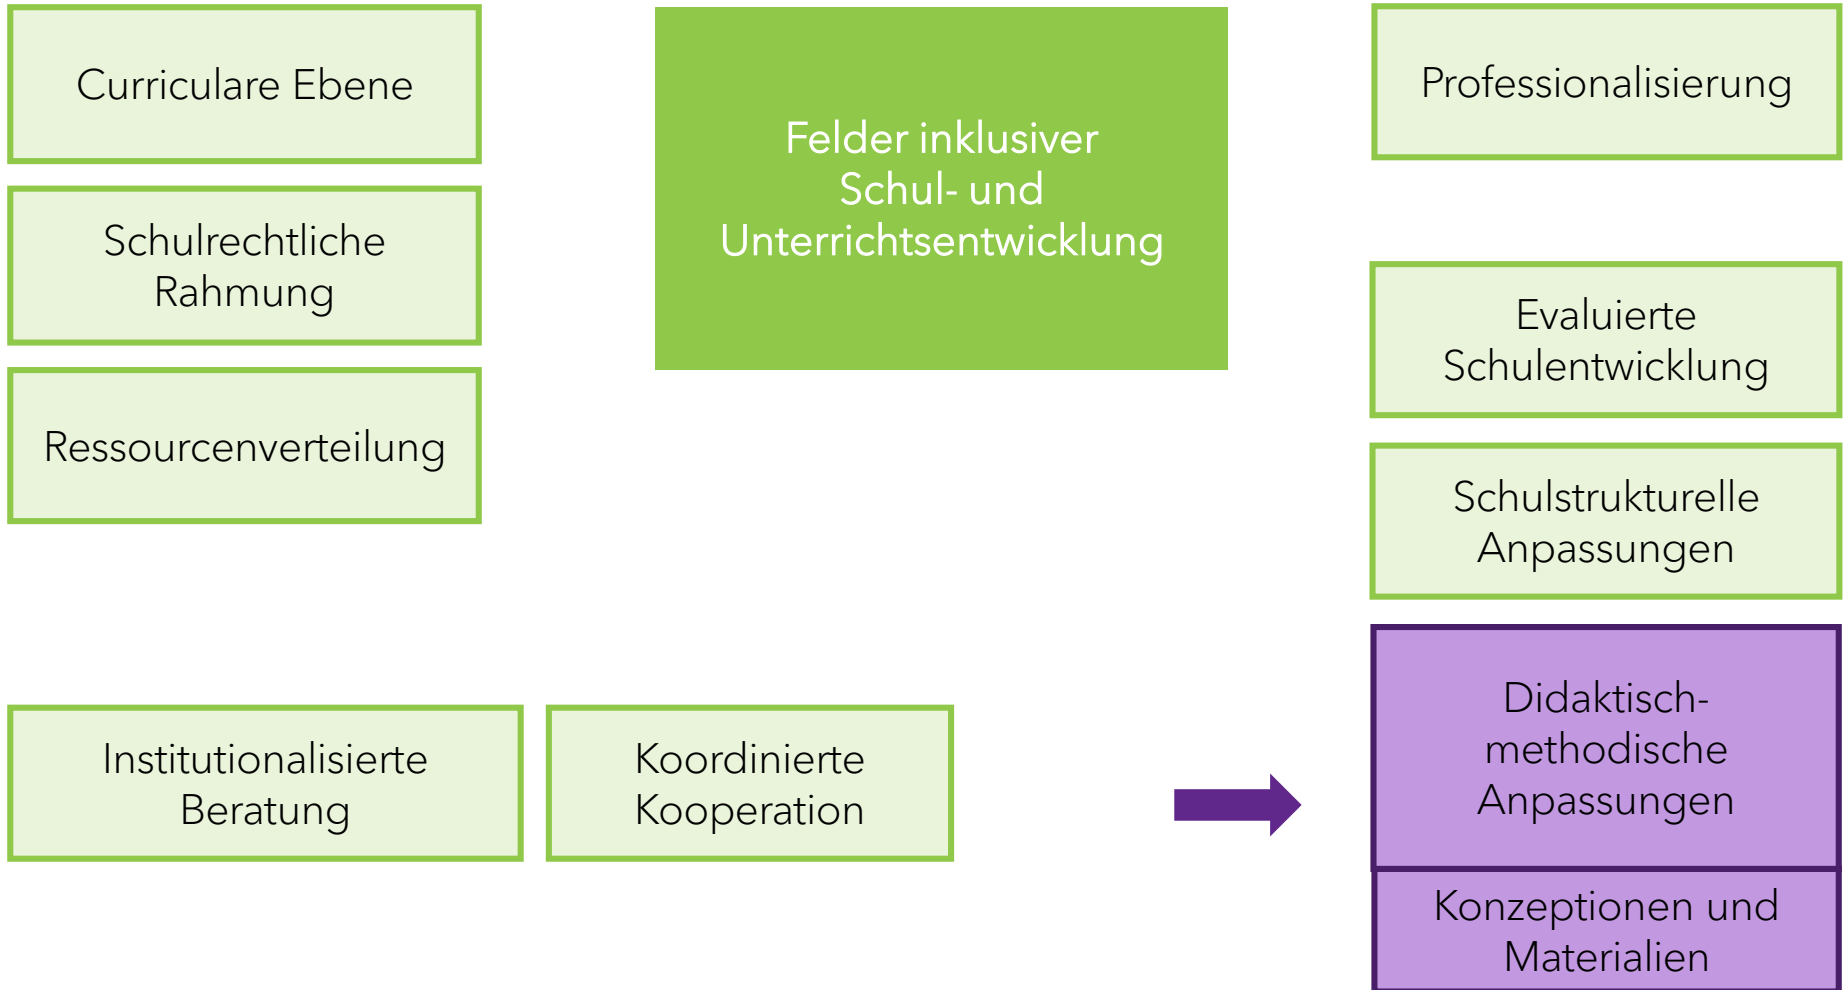 Curriculare Ebene
Schulrechtliche
Rahmung
Ressourcenverteilung
Felder inklusiver
Schul- und
Unterrichtsentwicklung
Professionalisierung
Evaluierte
Schulentwicklung
Schulstrukturelle
Anpassungen
Institutionalisierte
Beratung
Koordinierte
Kooperation
Didaktisch-
methodische
Anpassungen
Konzeptionen und
Materialien